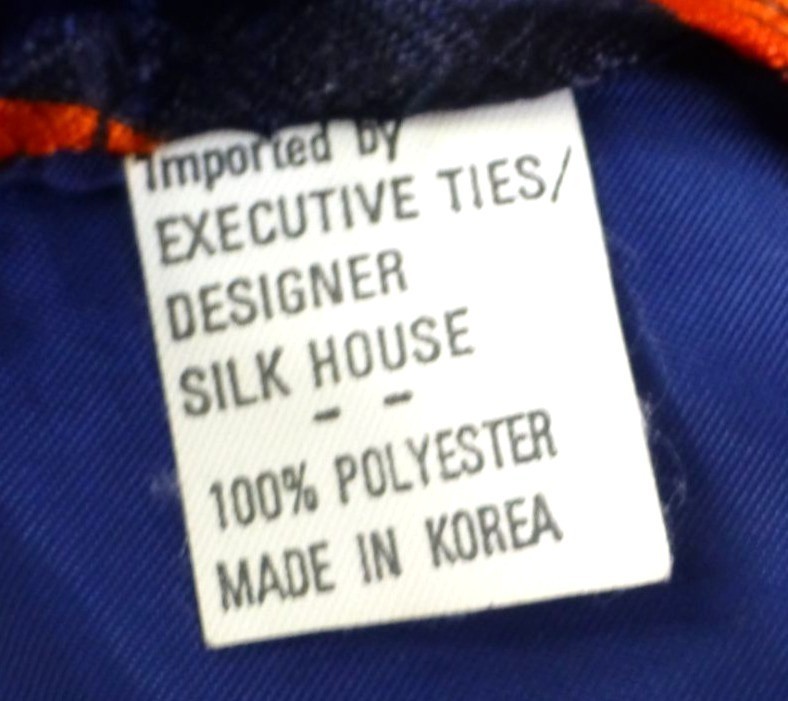 Imported by
EXECUTIVE TIES/
DESIGNER
SILK HOUSE
- -
100% POLYESTER
MADE IN KOREA